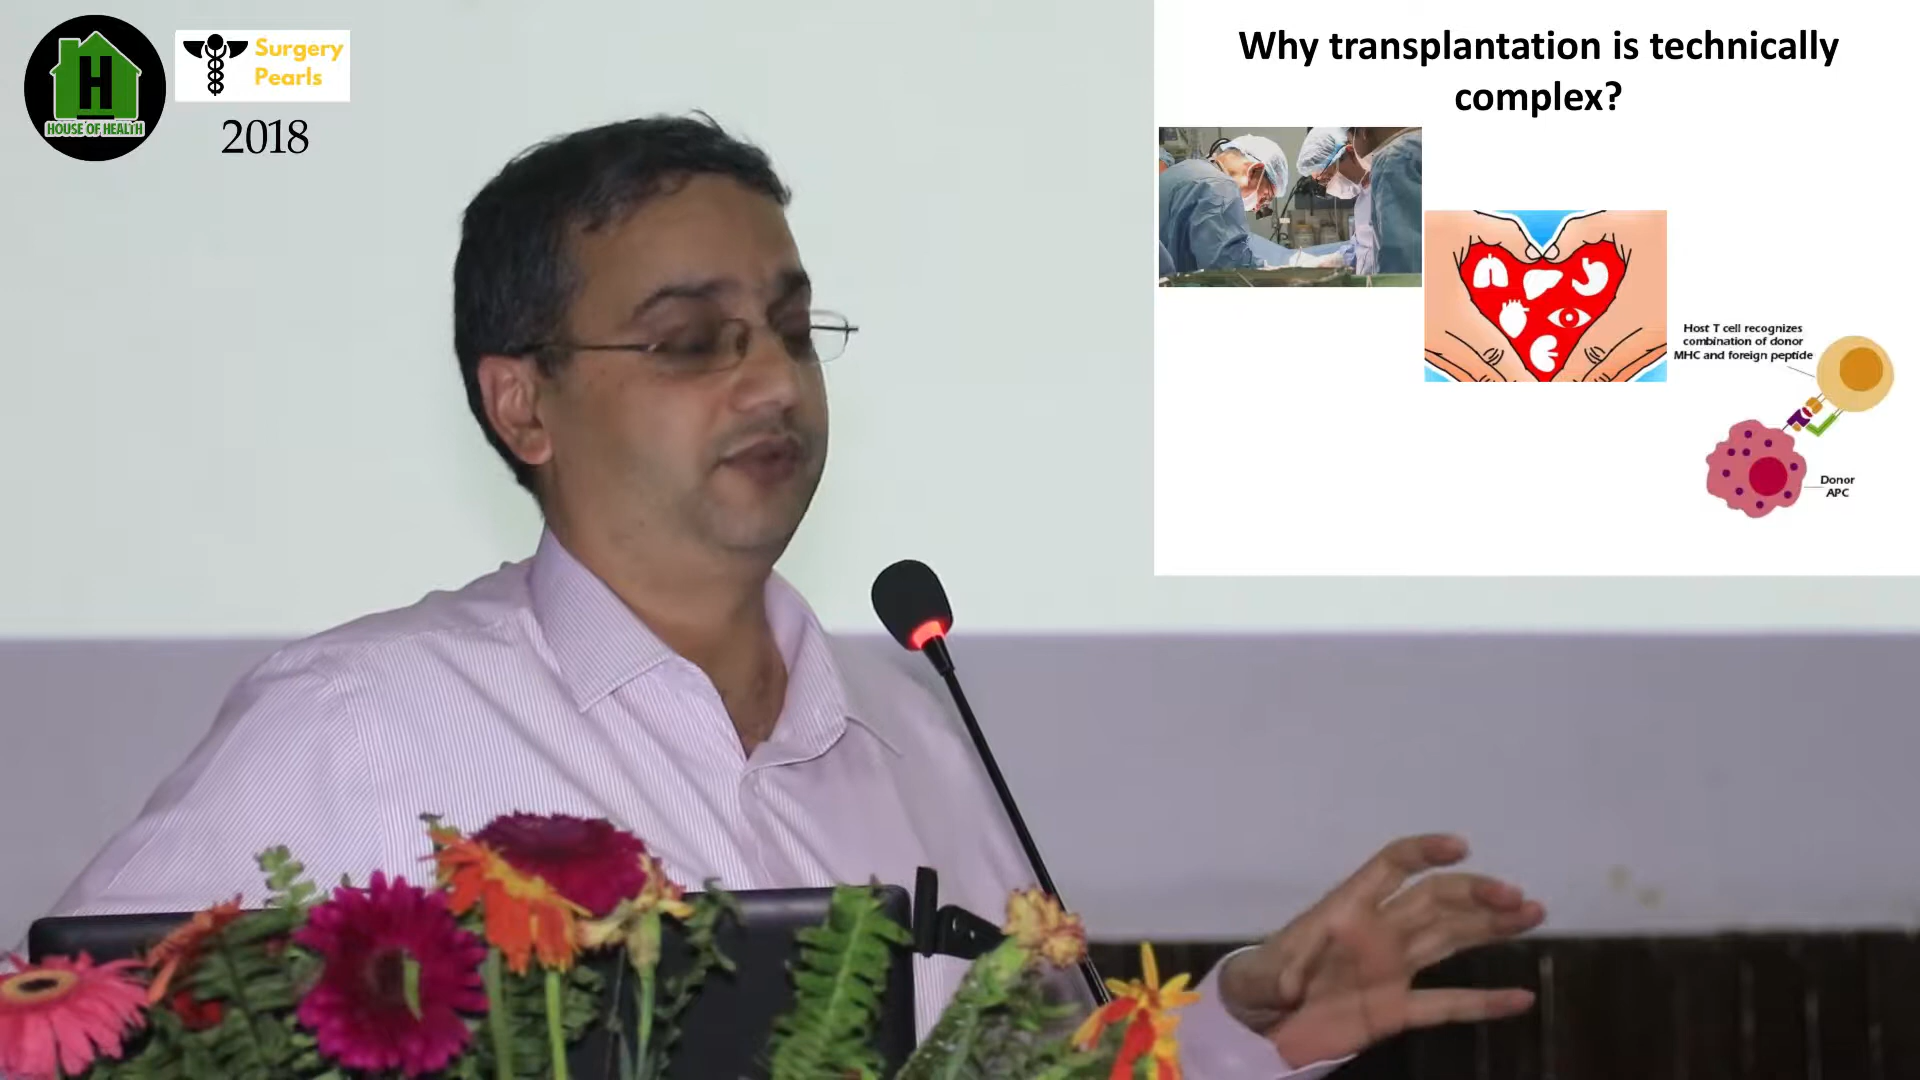 H
HOUSE OF HEALTH
Surgery
Pearls
2018
Why transplantation is technically
complex?
Host T cell recognizes
combination of donor
MHC and foreign peptide
Donor
APC